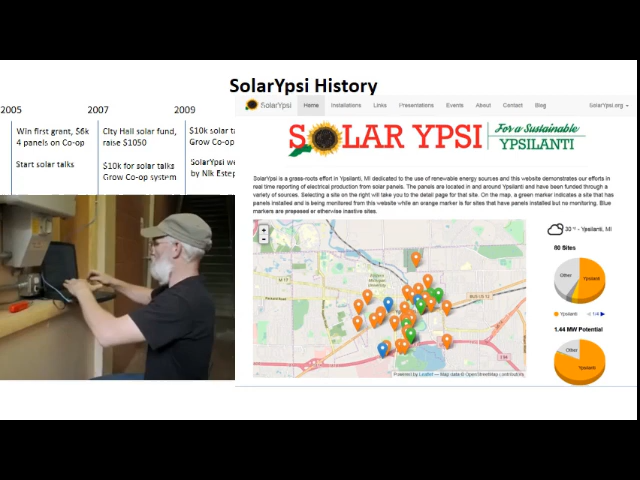 SolarYpsi History
2005
2007
2009
Win first grant, $6k
4 panels on Co-op
Start solar talks
City Hall solar fund,
raise $1050
$10k for solar talks
Grow Co-op system
$10k solar ta
Grow Co-op
SolarYpsi we
by Nik Estep
SolarYpsi
Home
Installations
Links
Presentations
Events
About
Contact
Blog
SolarYpsi.org
SOLAR YPSI
For a Sustainable
YPSILANTI
SolarYpsi is a grass-roots effort in Ypsilanti, MI dedicated to the use of renewable energy sources and this website demonstrates our efforts in
real time reporting of electrical production from solar panels. The panels are located in and around Ypsilanti and have been funded through a
variety of sources. Selecting a site on the right will take you to the detail page for that site. On the map, a green marker indicates a site that has
panels installed and is being monitored from this website while an orange marker is for sites that have panels installed but no monitoring. Blue
markers are proposed or otherwise inactive sites.
+
-
Powered by Leaflet — Map data © OpenStreetMap contributors
30° - Ypsilanti, MI
60 Sites
Other
Ypsilanti
Ypsilanti
1/4
1.44 MW Potential
Other
Ypsilanti